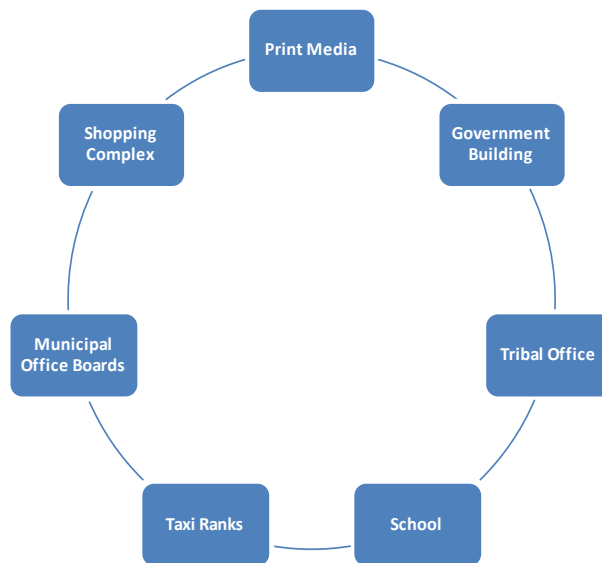 Print Media
Government
Building
Tribal Office
School
Taxi Ranks
Municipal
Office Boards
Shopping
Complex